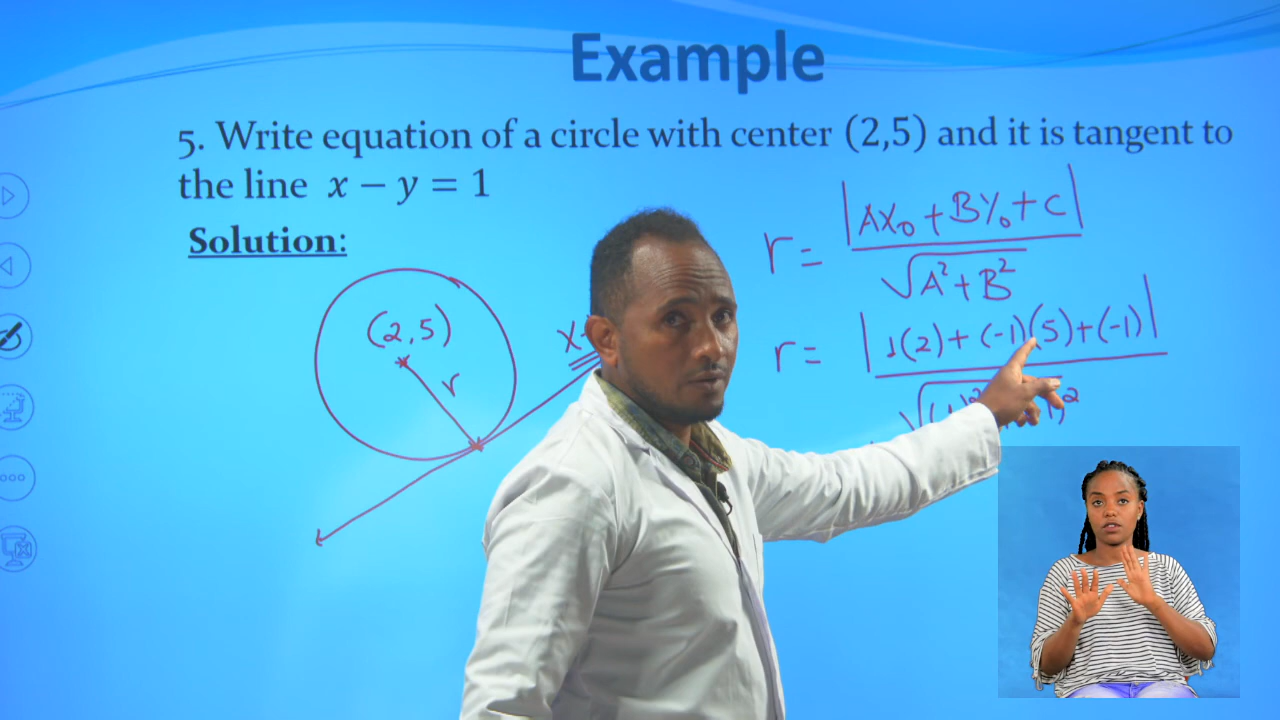 Example
5. Write equation of a circle with center (2,5) and it is tangent to
the line x − y = 1
Solution:
(2,5)
r
x-
r = |Ax₀ + By₀ + C|
√A² + B²
r = |1(2) + (-1)(5) + (-1)|